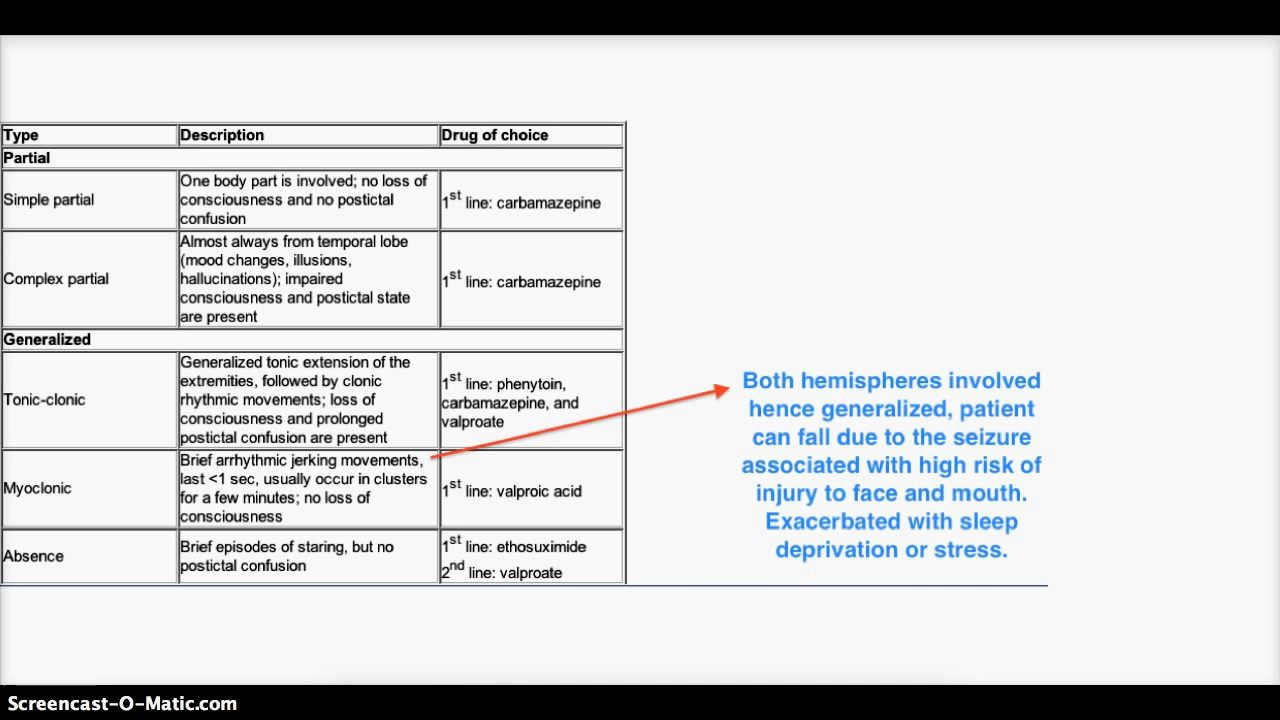 Type Description Drug of choice
Partial
Simple partial
One body part is involved; no loss of
consciousness and no postictal
confusion
1st line: carbamazepine
Complex partial
Almost always from temporal lobe
(mood changes, illusions,
hallucinations); impaired
consciousness and postictal state
are present
1st line: carbamazepine
Generalized
Tonic-clonic
Generalized tonic extension of the
extremities, followed by clonic
rhythmic movements; loss of
consciousness and prolonged
postictal confusion are present
1st line: phenytoin,
carbamazepine, and
valproate
Myoclonic
Brief arrhythmic jerking movements,
last <1 sec, usually occur in clusters
for a few minutes; no loss of
consciousness
1st line: valproic acid
Absence
Brief episodes of staring, but no
postictal confusion
1st line: ethosuximide
2nd line: valproate
Both hemispheres involved
hence generalized, patient
can fall due to the seizure
associated with high risk of
injury to face and mouth.
Exacerbated with sleep
deprivation or stress.
Screencast-O-Matic.com